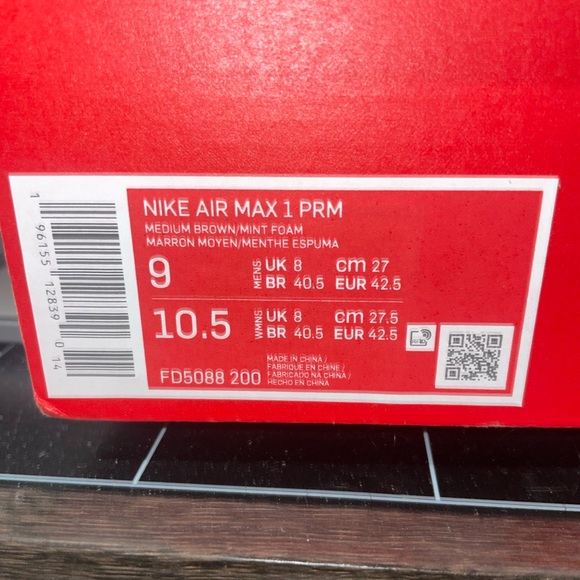 NIKE AIR MAX 1 PRM
MEDIUM BROWN/MINT FOAM
MARRON MOYEN/MENTHE ESPUMA
9 MENS UK 8 cm 27
BR 40.5 EUR 42.5
10.5 WMNS UK 8 cm 27.5
BR 40.5 EUR 42.5
MADE IN CHINA /
FABRIQUE EN CHINE /
FABRICADO NA CHINA /
HECHO EN CHINA
FD5088 200
1 96155 12839 0 14